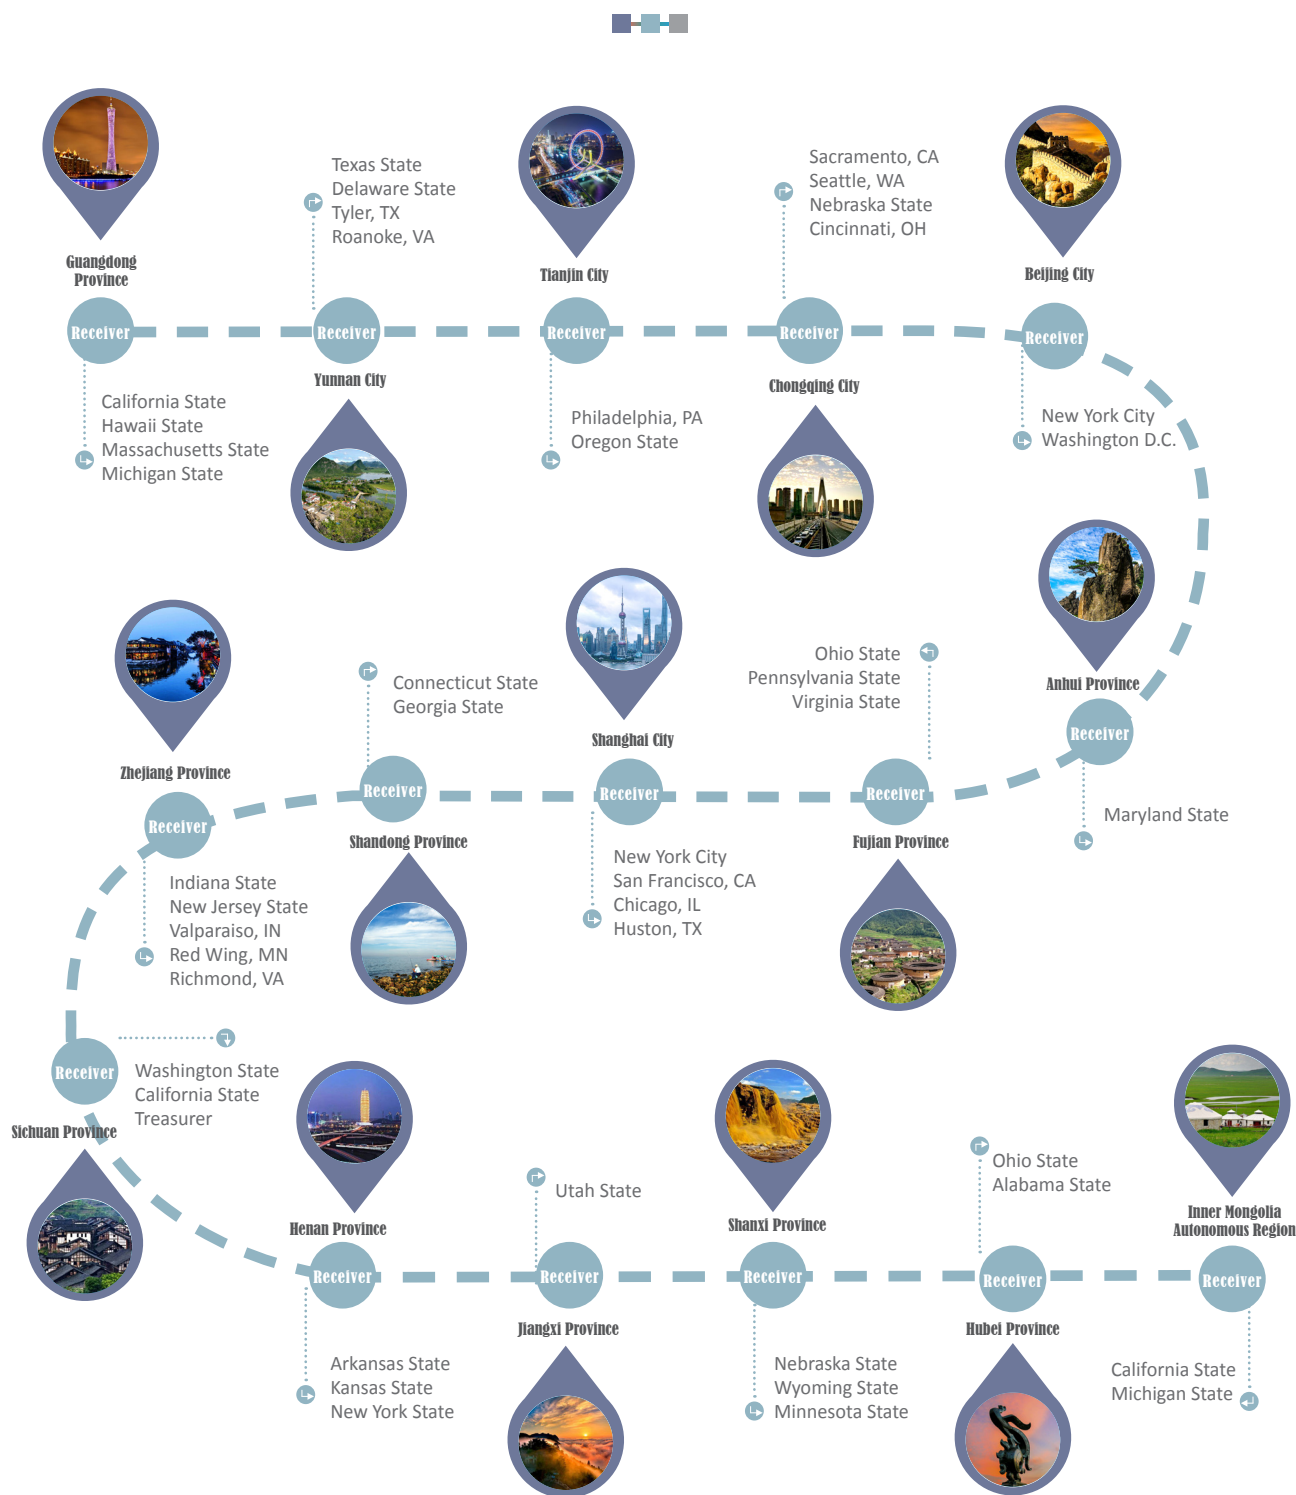 Guangdong
Province
Receiver
California State
Hawaii State
Massachusetts State
Michigan State
Texas State
Delaware State
Tyler, TX
Roanoke, VA
Receiver
Yunnan City
Tianjin City
Receiver
Philadelphia, PA
Oregon State
Sacramento, CA
Seattle, WA
Nebraska State
Cincinnati, OH
Receiver
Chongqing City
Beijing City
Receiver
New York City
Washington D.C.
Anhui Province
Receiver
Maryland State
Ohio State
Pennsylvania State
Virginia State
Receiver
Fujian Province
Shanghai City
Receiver
New York City
San Francisco, CA
Chicago, IL
Huston, TX
Connecticut State
Georgia State
Receiver
Shandong Province
Zhejiang Province
Receiver
Indiana State
New Jersey State
Valparaiso, IN
Red Wing, MN
Richmond, VA
Receiver
Washington State
California State
Treasurer
Sichuan Province
Henan Province
Receiver
Arkansas State
Kansas State
New York State
Utah State
Receiver
Jiangxi Province
Shanxi Province
Receiver
Nebraska State
Wyoming State
Minnesota State
Ohio State
Alabama State
Receiver
Hubei Province
Inner Mongolia
Autonomous Region
Receiver
California State
Michigan State